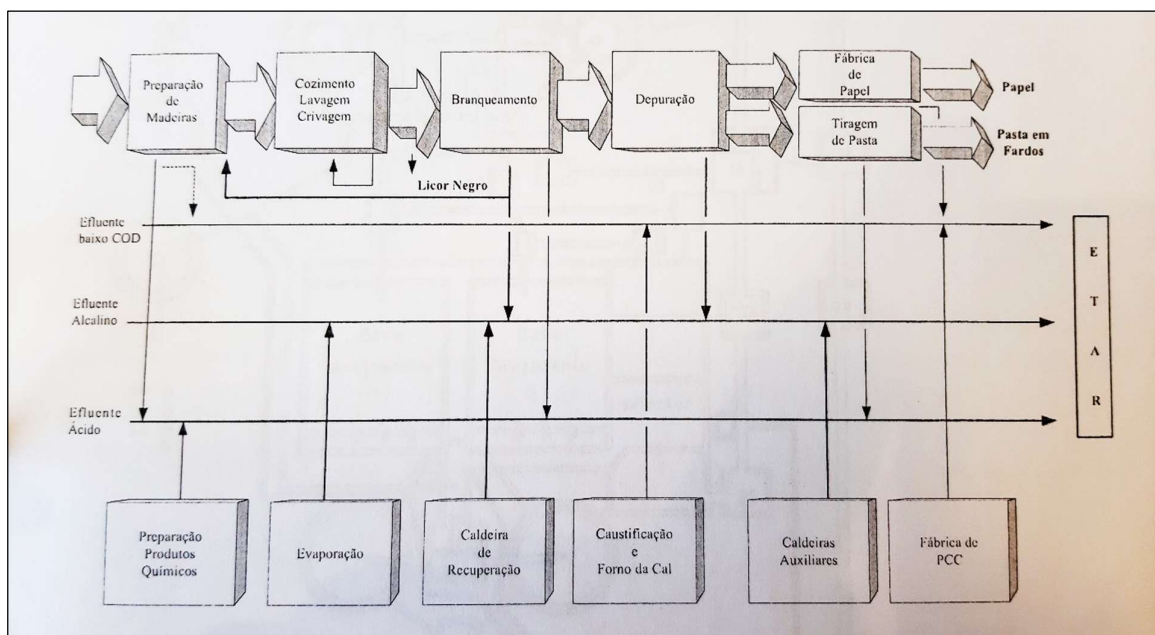 Preparação
de
Madeiras
Cozimento
Lavagem
Crivagem
Branqueamento
Depuração
Fábrica
de
Papel
Papel
Tiragem
de Pasta
Pasta em
Fardos
Licor Negro
Efluente
baixo COD
Efluente
Alcalino
Efluente
Ácido
E
T
A
R
Preparação
Produtos
Químicos
Evaporação
Caldeira
de
Recuperação
Caustificação
e
Forno da Cal
Caldeiras
Auxiliares
Fábrica de
PCC